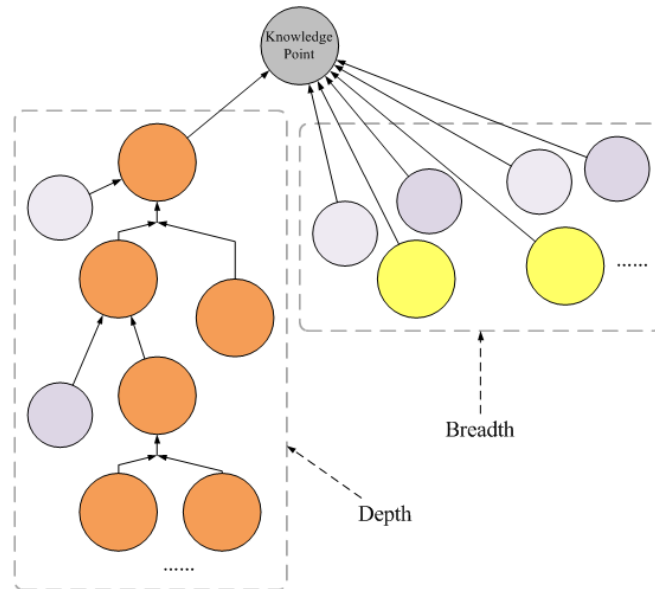 Knowledge
Point
......
Breadth
Depth
......